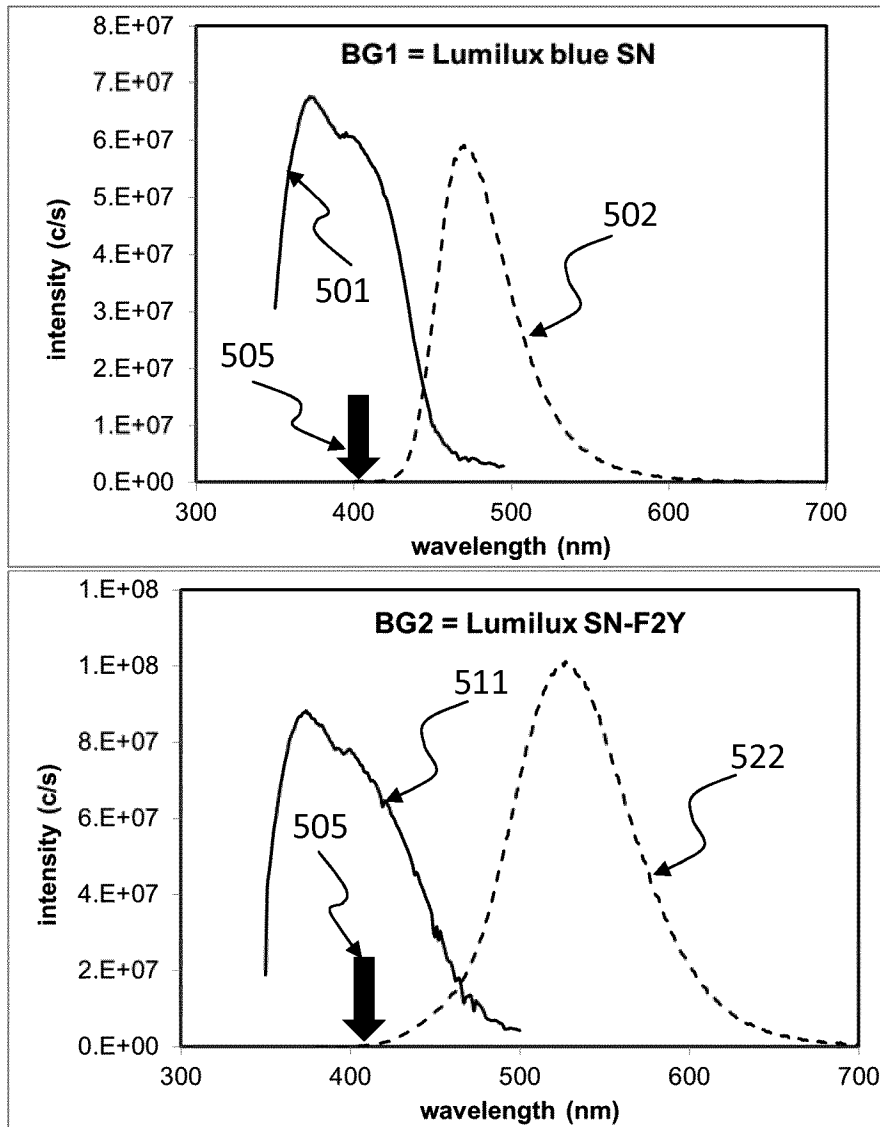 BG1 = Lumilux blue SN
intensity (c/s)
8.E+07
7.E+07
6.E+07
5.E+07
4.E+07
3.E+07
2.E+07
1.E+07
0.E+00
501
502
505
300 400 500 600 700
wavelength (nm)
BG2 = Lumilux SN-F2Y
intensity (c/s)
1.E+08
1.E+08
8.E+07
6.E+07
4.E+07
2.E+07
0.E+00
511
522
505
300 400 500 600 700
wavelength (nm)